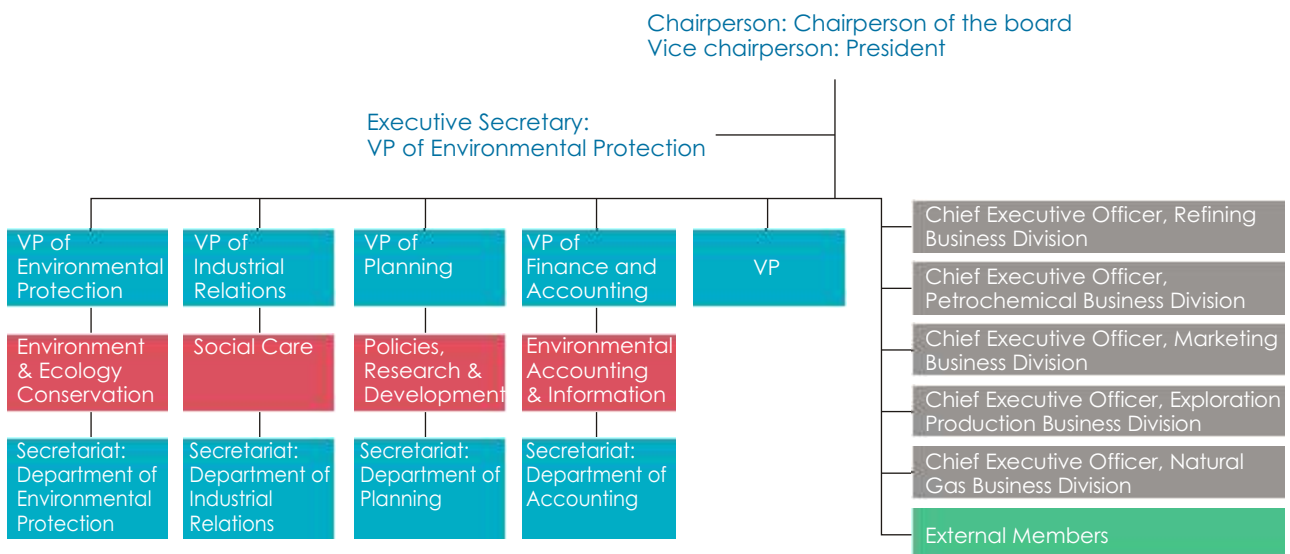 Chairperson: Chairperson of the board
Vice chairperson: President
Executive Secretary:
VP of Environmental Protection
VP of
Environmental
Protection
VP of
Industrial
Relations
VP of
Planning
VP of
Finance and
Accounting
VP
Environment
& Ecology
Conservation
Social Care
Policies,
Research &
Development
Environmental
Accounting
& Information
Secretariat:
Department of
Environmental
Protection
Secretariat:
Department of
Industrial
Relations
Secretariat:
Department of
Planning
Secretariat:
Department of
Accounting
Chief Executive Officer, Refining
Business Division
Chief Executive Officer,
Petrochemical Business Division
Chief Executive Officer, Marketing
Business Division
Chief Executive Officer, Exploration
Production Business Division
Chief Executive Officer, Natural
Gas Business Division
External Members